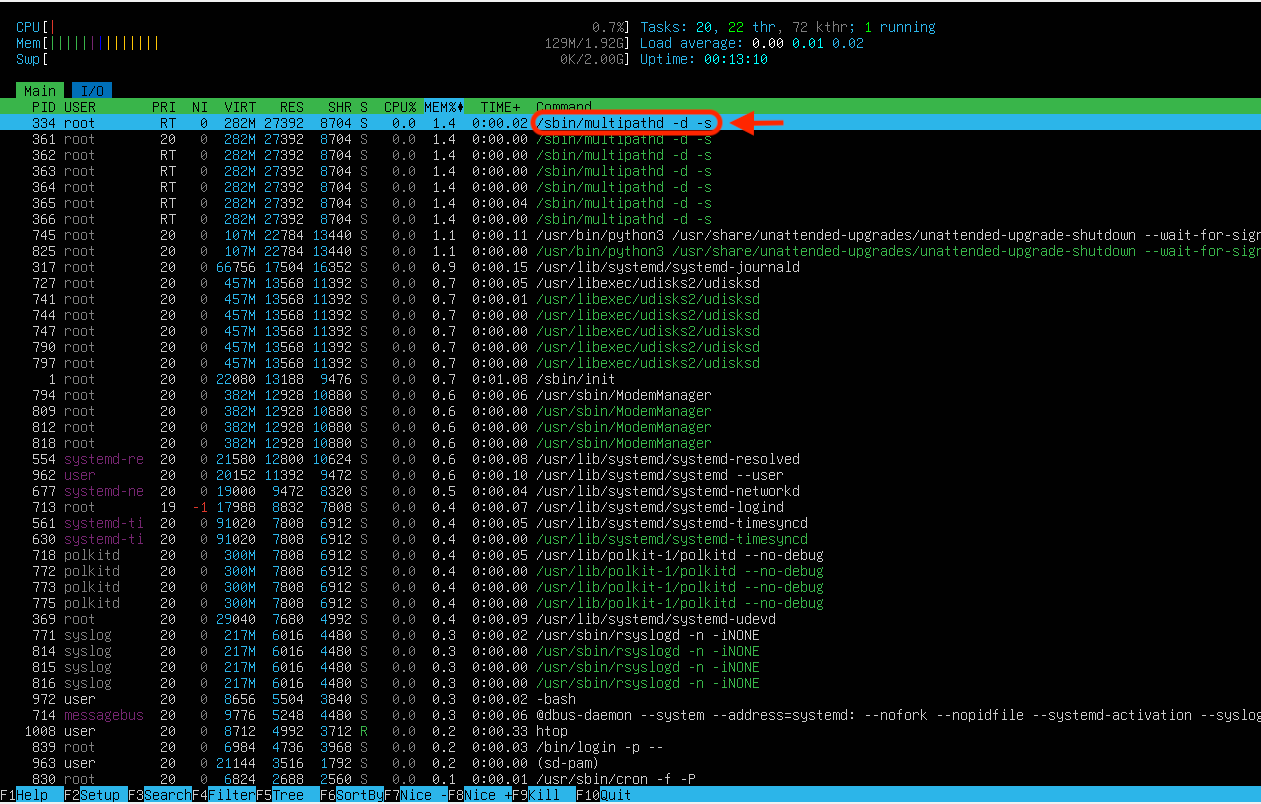 CPU[| 0.7%] Tasks: 20, 22 thr, 72 kthr; 1 running
Mem[|||||||||||||| 129M/1.92G] Load average: 0.00 0.01 0.02
Swp[ 0K/2.00G] Uptime: 00:13:10
Main I/O
PID USER PRI NI VIRT RES SHR S CPU% MEM% TIME+ Command
334 root RT 0 282M 27392 8704 S 0.0 1.4 0:00.02 /sbin/multipathd -d -s
361 root 20 0 282M 27392 8704 S 0.0 1.4 0:00.00 /sbin/multipathd -d -s
362 root RT 0 282M 27392 8704 S 0.0 1.4 0:00.00 /sbin/multipathd -d -s
363 root RT 0 282M 27392 8704 S 0.0 1.4 0:00.00 /sbin/multipathd -d -s
364 root RT 0 282M 27392 8704 S 0.0 1.4 0:00.00 /sbin/multipathd -d -s
365 root RT 0 282M 27392 8704 S 0.0 1.4 0:00.04 /sbin/multipathd -d -s
366 root RT 0 282M 27392 8704 S 0.0 1.4 0:00.00 /sbin/multipathd -d -s
745 root 20 0 107M 22784 13440 S 0.0 1.1 0:00.11 /usr/bin/python3 /usr/share/unattended-upgrades/unattended-upgrade-shutdown --wait-for-sign
825 root 20 0 107M 22784 13440 S 0.0 1.1 0:00.00 /usr/bin/python3 /usr/share/unattended-upgrades/unattended-upgrade-shutdown --wait-for-sign
317 root 20 0 66756 17504 16352 S 0.0 0.9 0:00.15 /usr/lib/systemd/systemd-journald
727 root 20 0 457M 13568 11392 S 0.0 0.7 0:00.05 /usr/libexec/udisks2/udisksd
741 root 20 0 457M 13568 11392 S 0.0 0.7 0:00.01 /usr/libexec/udisks2/udisksd
744 root 20 0 457M 13568 11392 S 0.0 0.7 0:00.00 /usr/libexec/udisks2/udisksd
747 root 20 0 457M 13568 11392 S 0.0 0.7 0:00.00 /usr/libexec/udisks2/udisksd
790 root 20 0 457M 13568 11392 S 0.0 0.7 0:00.00 /usr/libexec/udisks2/udisksd
797 root 20 0 457M 13568 11392 S 0.0 0.7 0:00.00 /usr/libexec/udisks2/udisksd
1 root 20 0 22080 13188 9476 S 0.0 0.7 0:01.08 /sbin/init
794 root 20 0 382M 12928 10880 S 0.0 0.6 0:00.06 /usr/sbin/ModemManager
809 root 20 0 382M 12928 10880 S 0.0 0.6 0:00.00 /usr/sbin/ModemManager
812 root 20 0 382M 12928 10880 S 0.0 0.6 0:00.00 /usr/sbin/ModemManager
818 root 20 0 382M 12928 10880 S 0.0 0.6 0:00.00 /usr/sbin/ModemManager
554 systemd-re 20 0 21580 12800 10624 S 0.0 0.6 0:00.08 /usr/lib/systemd/systemd-resolved
962 user 20 0 20152 11392 9472 S 0.0 0.6 0:00.10 /usr/lib/systemd/systemd --user
677 systemd-ne 20 0 19000 9472 8320 S 0.0 0.5 0:00.04 /usr/lib/systemd/systemd-networkd
713 root 19 -1 17988 8832 7808 S 0.0 0.4 0:00.07 /usr/lib/systemd/systemd-logind
561 systemd-ti 20 0 91020 7808 6912 S 0.0 0.4 0:00.05 /usr/lib/systemd/systemd-timesyncd
630 systemd-ti 20 0 91020 7808 6912 S 0.0 0.4 0:00.00 /usr/lib/systemd/systemd-timesyncd
718 polkitd 20 0 300M 7808 6912 S 0.0 0.4 0:00.05 /usr/lib/polkit-1/polkitd --no-debug
772 polkitd 20 0 300M 7808 6912 S 0.0 0.4 0:00.00 /usr/lib/polkit-1/polkitd --no-debug
773 polkitd 20 0 300M 7808 6912 S 0.0 0.4 0:00.00 /usr/lib/polkit-1/polkitd --no-debug
775 polkitd 20 0 300M 7808 6912 S 0.0 0.4 0:00.00 /usr/lib/polkit-1/polkitd --no-debug
369 root 20 0 29040 7680 4992 S 0.0 0.4 0:00.09 /usr/lib/systemd/systemd-udevd
771 syslog 20 0 217M 6016 4480 S 0.0 0.3 0:00.02 /usr/sbin/rsyslogd -n -iNONE
814 syslog 20 0 217M 6016 4480 S 0.0 0.3 0:00.00 /usr/sbin/rsyslogd -n -iNONE
815 syslog 20 0 217M 6016 4480 S 0.0 0.3 0:00.00 /usr/sbin/rsyslogd -n -iNONE
816 syslog 20 0 217M 6016 4480 S 0.0 0.3 0:00.00 /usr/sbin/rsyslogd -n -iNONE
972 user 20 0 8656 5504 3840 S 0.0 0.3 0:00.02 -bash
714 messagebus 20 0 9776 5248 4480 S 0.0 0.3 0:00.06 @dbus-daemon --system --address=systemd: --nofork --nopidfile --systemd-activation --syslog
1008 user 20 0 8712 4992 3712 R 0.0 0.2 0:00.33 htop
839 root 20 0 6984 4736 3968 S 0.0 0.2 0:00.03 /bin/login -p --
963 user 20 0 21144 3516 1792 S 0.0 0.2 0:00.00 (sd-pam)
830 root 20 0 6824 2688 2560 S 0.0 0.1 0:00.01 /usr/sbin/cron -f -P
F1Help F2Setup F3SearchF4FilterF5Tree F6SortByF7Nice -F8Nice +F9Kill F10Quit